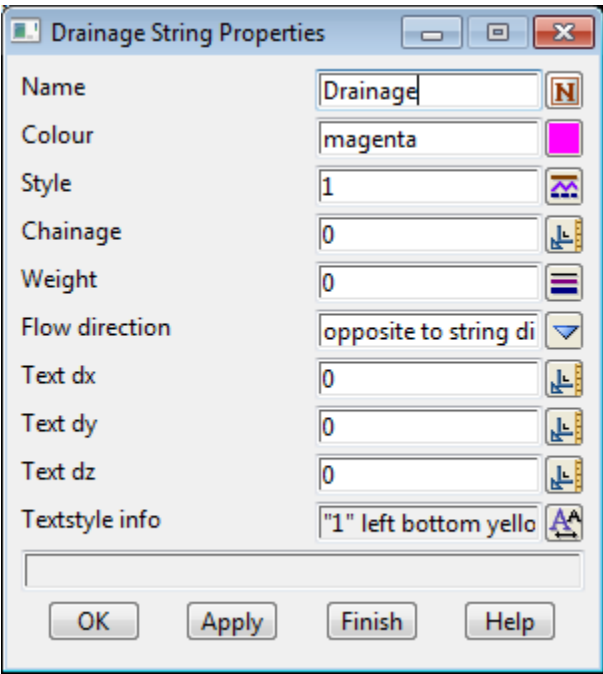 Drainage String Properties
Name Drainage N
Colour magenta
Style 1
Chainage 0
Weight 0
Flow direction opposite to string di
Text dx 0
Text dy 0
Text dz 0
Textstyle info "1" left bottom yello AA
OK Apply Finish Help